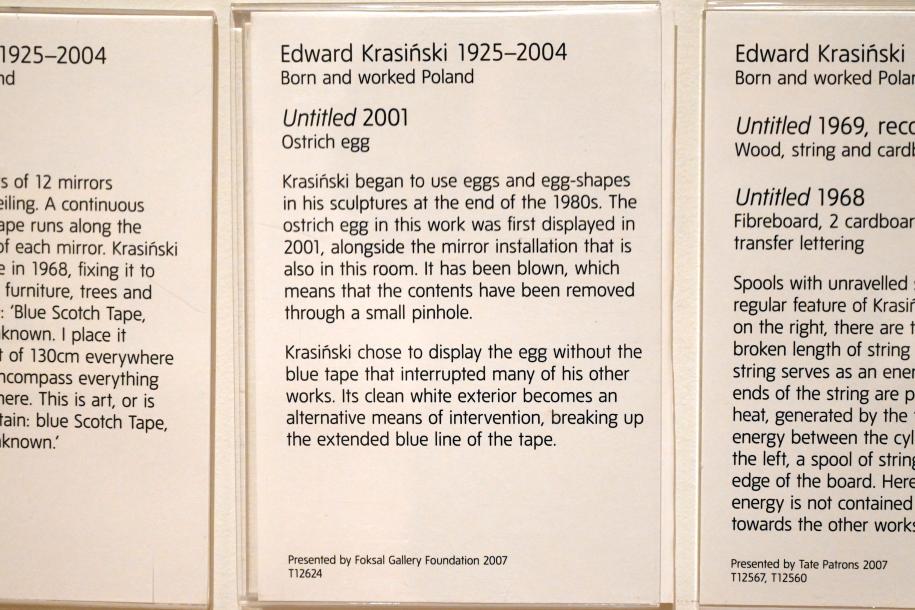 1925–2004
nd
s of 12 mirrors
eiling. A continuous
ape runs along the
of each mirror. Krasiński
e in 1968, fixing it to
furniture, trees and
: ‘Blue Scotch Tape,
known. I place it
t of 130cm everywhere
ncompass everything
here. This is art, or is
tain: blue Scotch Tape,
known.’
Edward Krasiński 1925–2004
Born and worked Poland
Untitled 2001
Ostrich egg
Krasiński began to use eggs and egg-shapes
in his sculptures at the end of the 1980s. The
ostrich egg in this work was first displayed in
2001, alongside the mirror installation that is
also in this room. It has been blown, which
means that the contents have been removed
through a small pinhole.
Krasiński chose to display the egg without the
blue tape that interrupted many of his other
works. Its clean white exterior becomes an
alternative means of intervention, breaking up
the extended blue line of the tape.
Presented by Foksal Gallery Foundation 2007
T12624
Edward Krasiński
Born and worked Polan
Untitled 1969, reco
Wood, string and cardb
Untitled 1968
Fibreboard, 2 cardboar
transfer lettering
Spools with unravelled s
regular feature of Krasiń
on the right, there are t
broken length of string
string serves as an ener
ends of the string are p
heat, generated by the
energy between the cyl
the left, a spool of string
edge of the board. Here
energy is not contained
towards the other works
Presented by Tate Patrons 2007
T12567, T12560